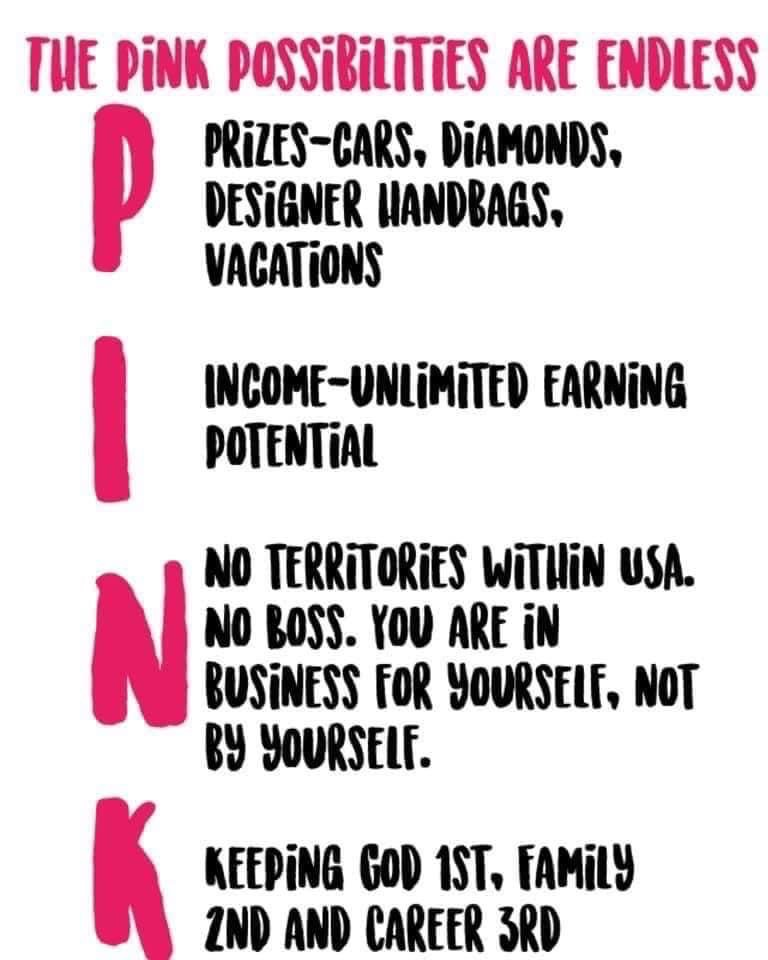 THE PiNK POSSiBiLiTiES ARE ENDLESS
P
PRiZES-CARS, DiAMONDS,
DESiGNER HANDBAGS,
VACATiONS
I
INCOME-UNLiMiTED EARNiNG
POTENTiAL
N
NO TERRiTORiES WiTHiN USA.
NO BOSS. YOU ARE iN
BUSiNESS FOR YOURSELF, NOT
BY YOURSELF.
K
KEEPiNG GOD 1ST, FAMiLY
2ND AND CAREER 3RD